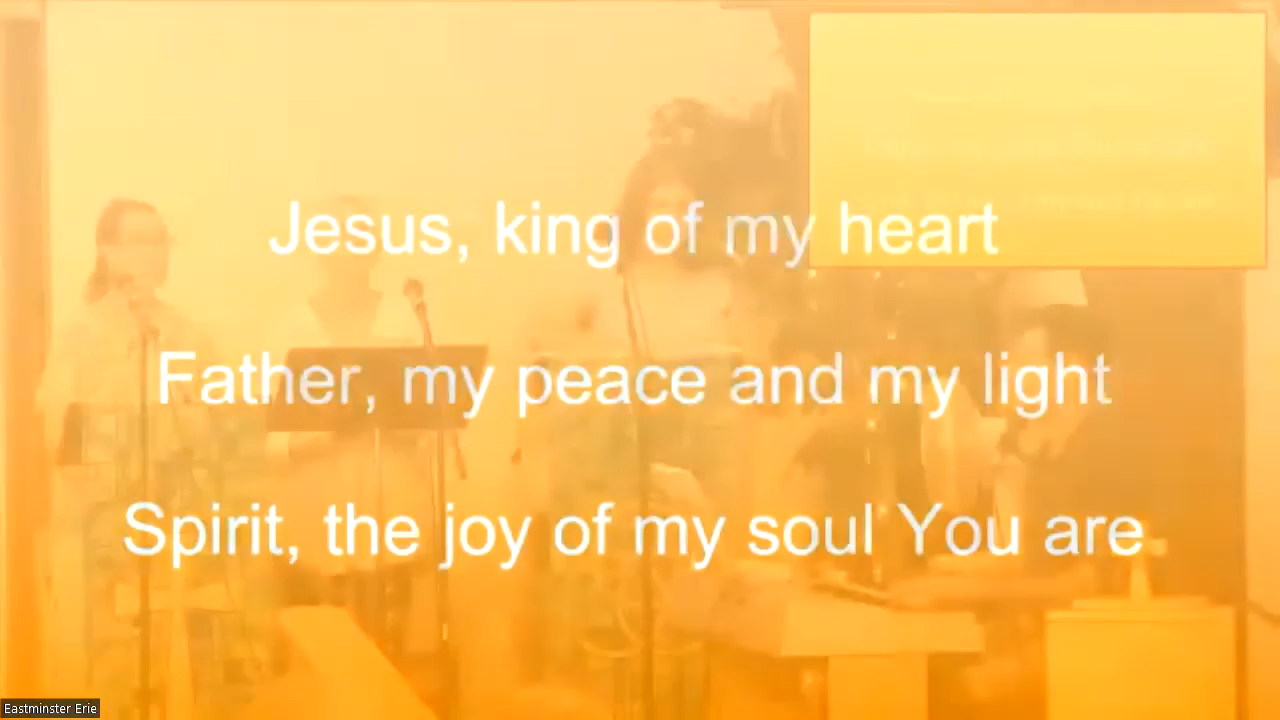 Jesus, king of my heart
Father, my peace and my light
Spirit, the joy of my soul You are
Eastminster Erie